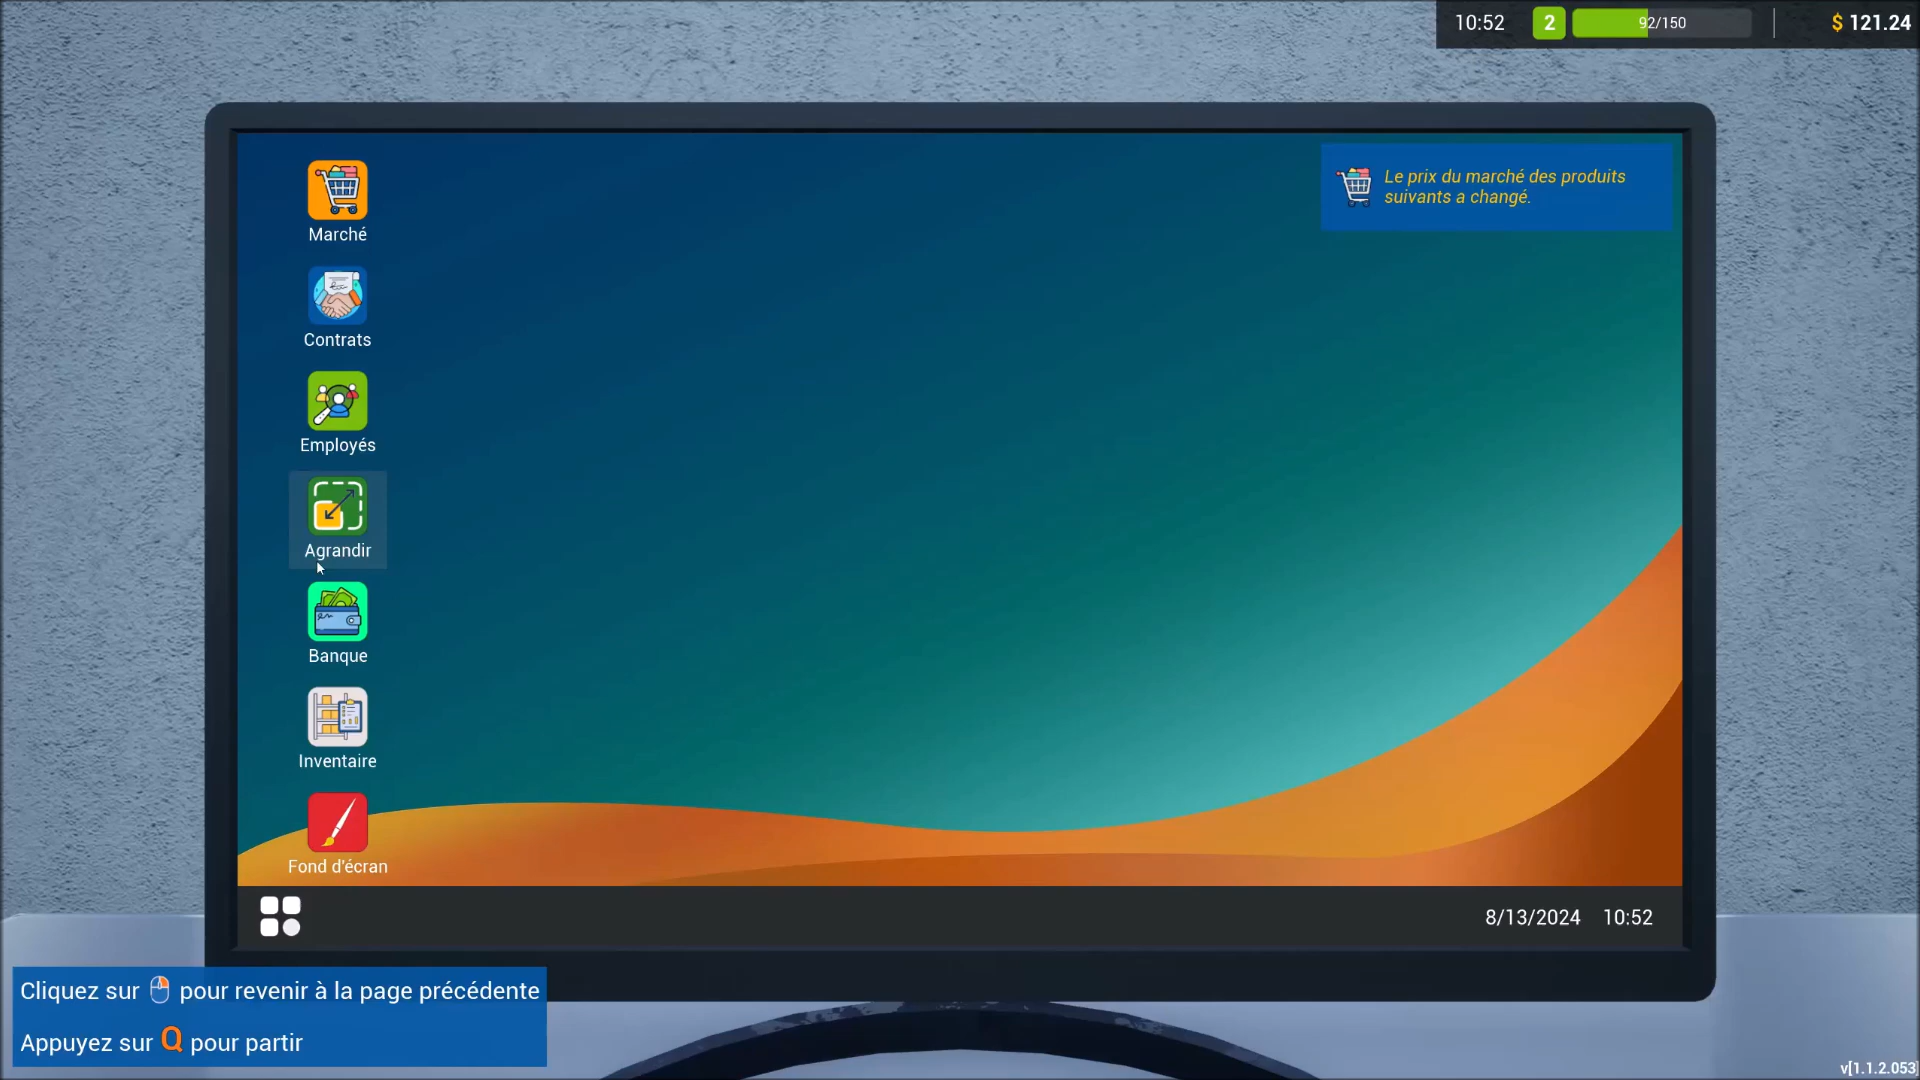 10:52 2 92/150 $ 121.24
Le prix du marché des produits
suivants a changé.
Marché
Contrats
Employés
Agrandir
Banque
Inventaire
Fond d'écran
8/13/2024 10:52
Cliquez sur pour revenir à la page précédente
Appuyez sur Q pour partir
v[1.1.2.053]